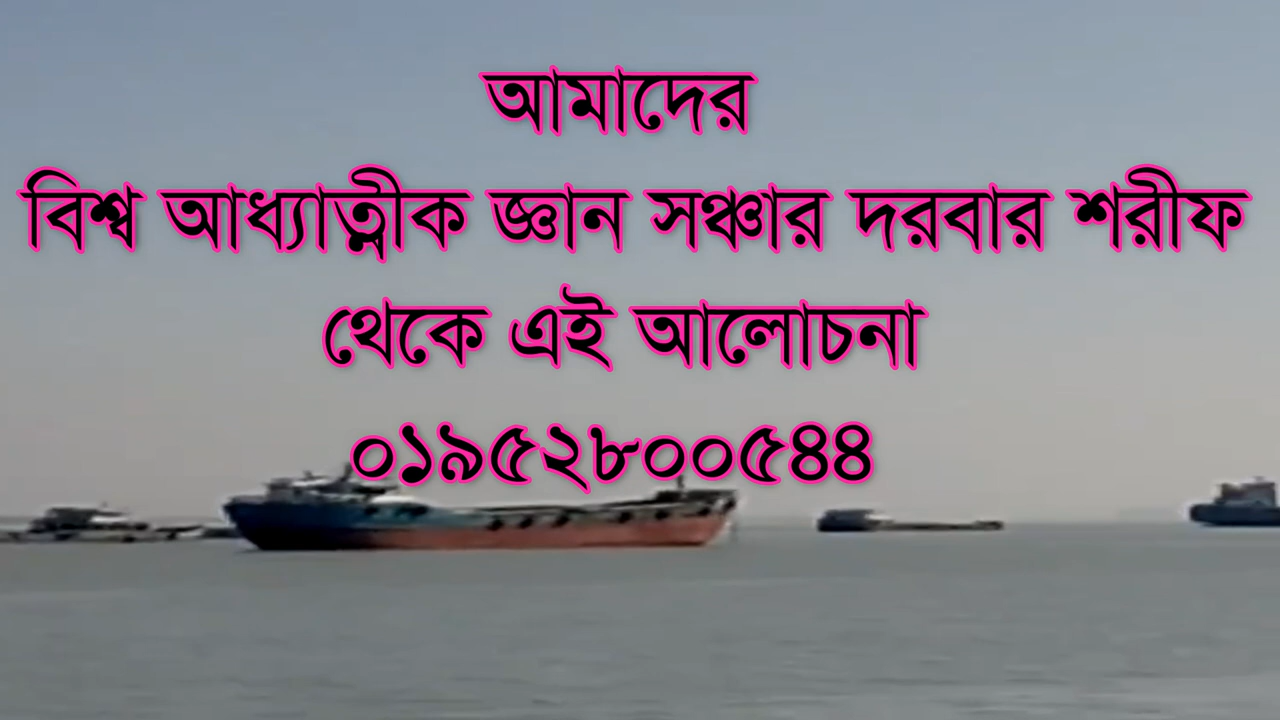 আমাদের
বিশ্ব আধ্যাত্নীক জ্ঞান সঞ্চার দরবার শরীফ
থেকে এই আলোচনা
০১৯৫২৮০০৫৪৪